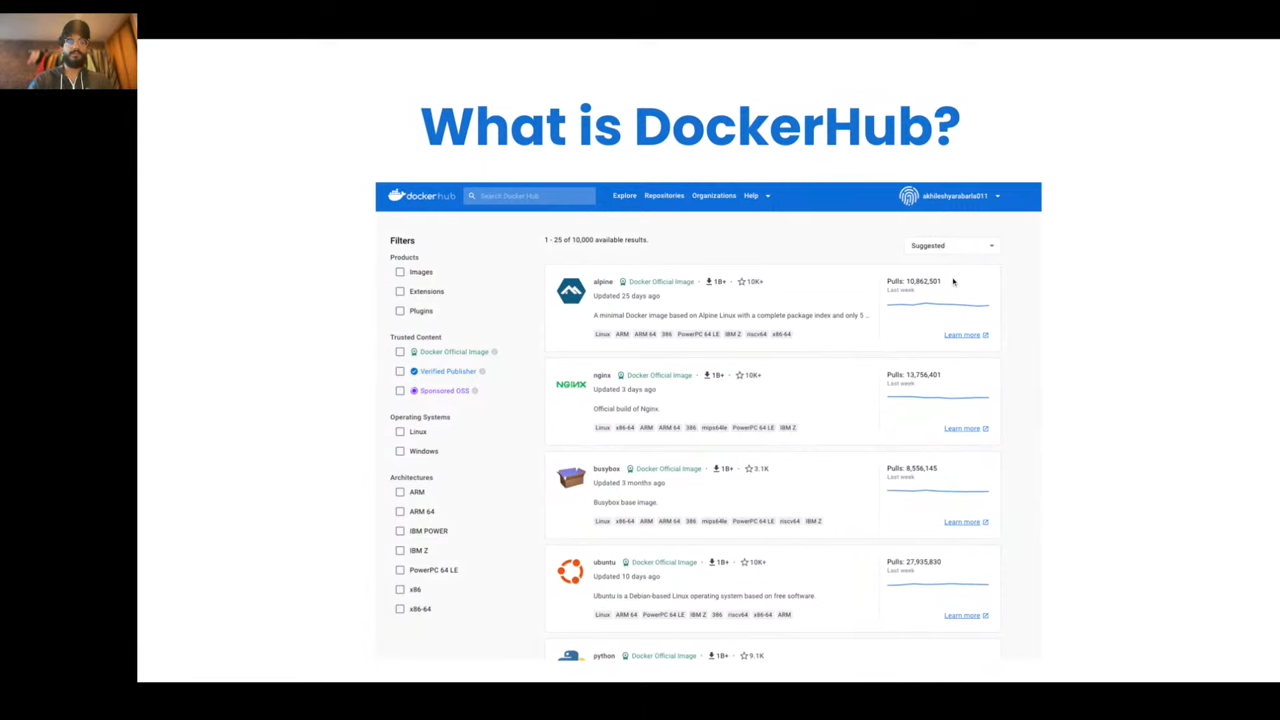 What is DockerHub?
docker hub
Search Docker Hub
Explore
Repositories
Organizations
Help
akhileshyarabarla011
Filters
Products
Images
Extensions
Plugins
Trusted Content
Docker Official Image
Verified Publisher
Sponsored OSS
Operating Systems
Linux
Windows
Architectures
ARM
ARM 64
IBM POWER
IBM Z
PowerPC 64 LE
x86
x86-64
1 - 25 of 10,000 available results.
Suggested
alpine Docker Official Image · 1B+ · 10K+
Updated 25 days ago
A minimal Docker image based on Alpine Linux with a complete package index and only 5 ...
Linux ARM ARM 64 386 PowerPC 64 LE IBM Z riscv64 x86-64
Pulls: 10,862,501
Last week
Learn more
NGINX
nginx Docker Official Image · 1B+ · 10K+
Updated 3 days ago
Official build of Nginx.
Linux x86-64 ARM ARM 64 386 mips64le PowerPC 64 LE IBM Z
Pulls: 13,756,401
Last week
Learn more
busybox Docker Official Image · 1B+ · 3.1K
Updated 3 months ago
Busybox base image.
Linux x86-64 ARM ARM 64 386 mips64le PowerPC 64 LE riscv64 IBM Z
Pulls: 8,556,145
Last week
Learn more
ubuntu Docker Official Image · 1B+ · 10K+
Updated 10 days ago
Ubuntu is a Debian-based Linux operating system based on free software.
Linux ARM 64 PowerPC 64 LE IBM Z 386 riscv64 x86-64 ARM
Pulls: 27,935,830
Last week
Learn more
python Docker Official Image · 1B+ · 9.1K